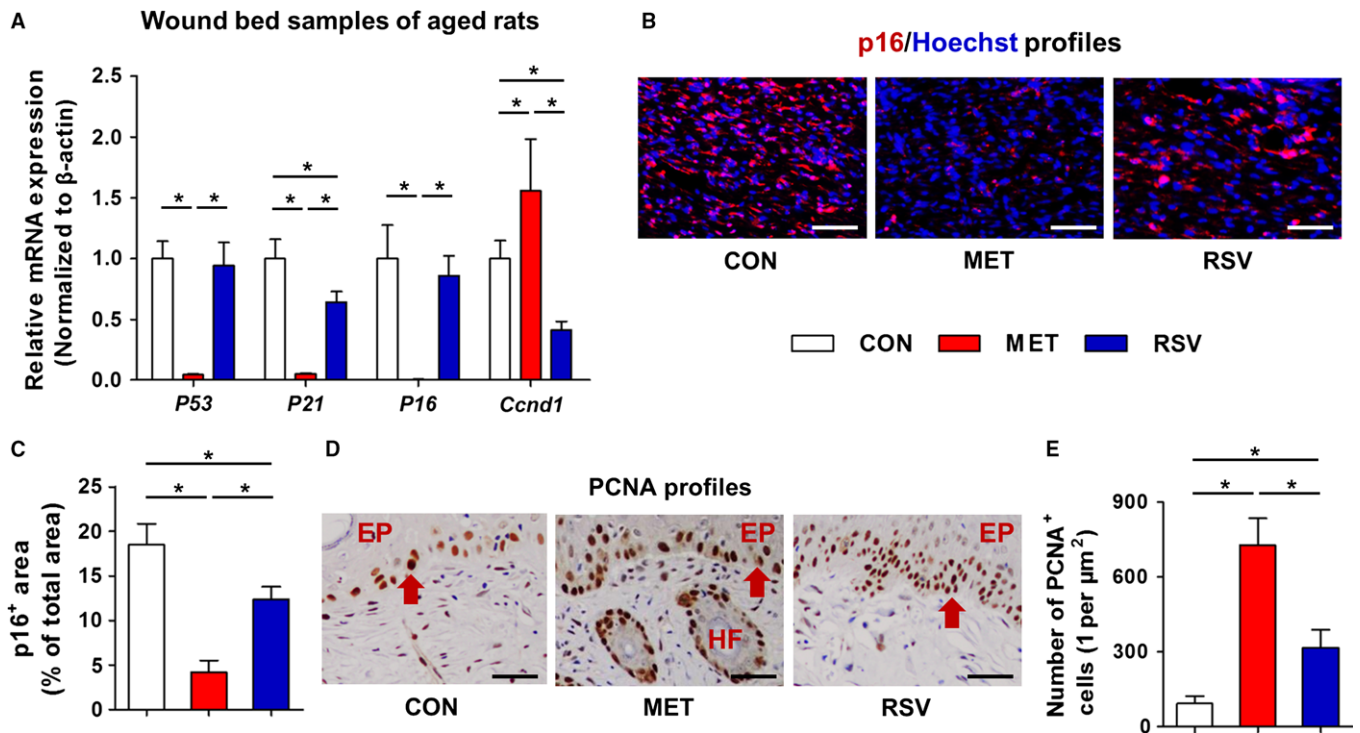 A
Wound bed samples of aged rats
Relative mRNA expression
(Normalized to β-actin)
2.5
2.0
1.5
1.0
0.5
0.0
* * * * * * * * * *
P53 P21 P16 Ccnd1
B
p16/Hoechst profiles
CON MET RSV
CON MET RSV
C
p16⁺ area
(% of total area)
25
20
15
10
5
0
* * *
D
PCNA profiles
EP EP EP
HF
CON MET RSV
E
Number of PCNA⁺
cells (1 per μm²)
900
600
300
0
* * *